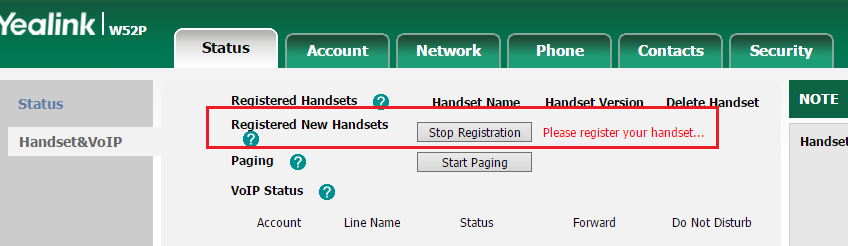 Yealink W52P
Status Account Network Phone Contacts Security
Status
Handset&VoIP
Registered Handsets ? Handset Name Handset Version Delete Handset
Registered New Handsets ? Stop Registration Please register your handset...
Paging ? Start Paging
VoIP Status ?
Account Line Name Status Forward Do Not Disturb
NOTE
Handset